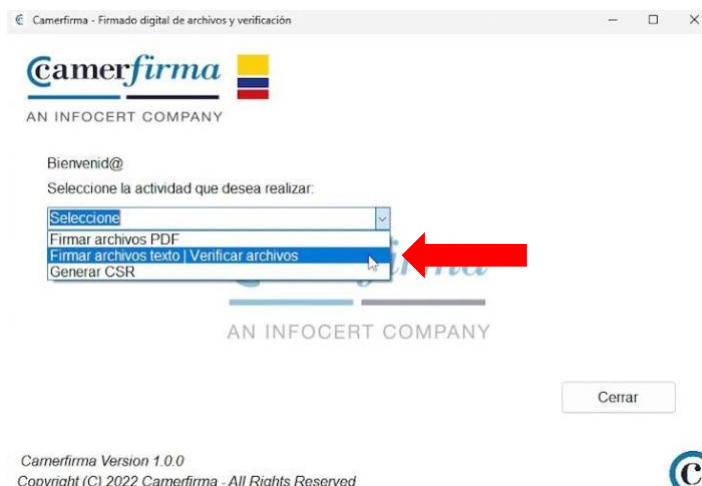 Camerfirma - Firmado digital de archivos y verificación
Camerfirma
AN INFOCERT COMPANY
Bienvenid@
Seleccione la actividad que desea realizar:
Seleccione
Firmar archivos PDF
Firmar archivos texto | Verificar archivos
Generar CSR
AN INFOCERT COMPANY
Cerrar
Camerfirma Version 1.0.0
Copyright (C) 2022 Camerfirma - All Rights Reserved